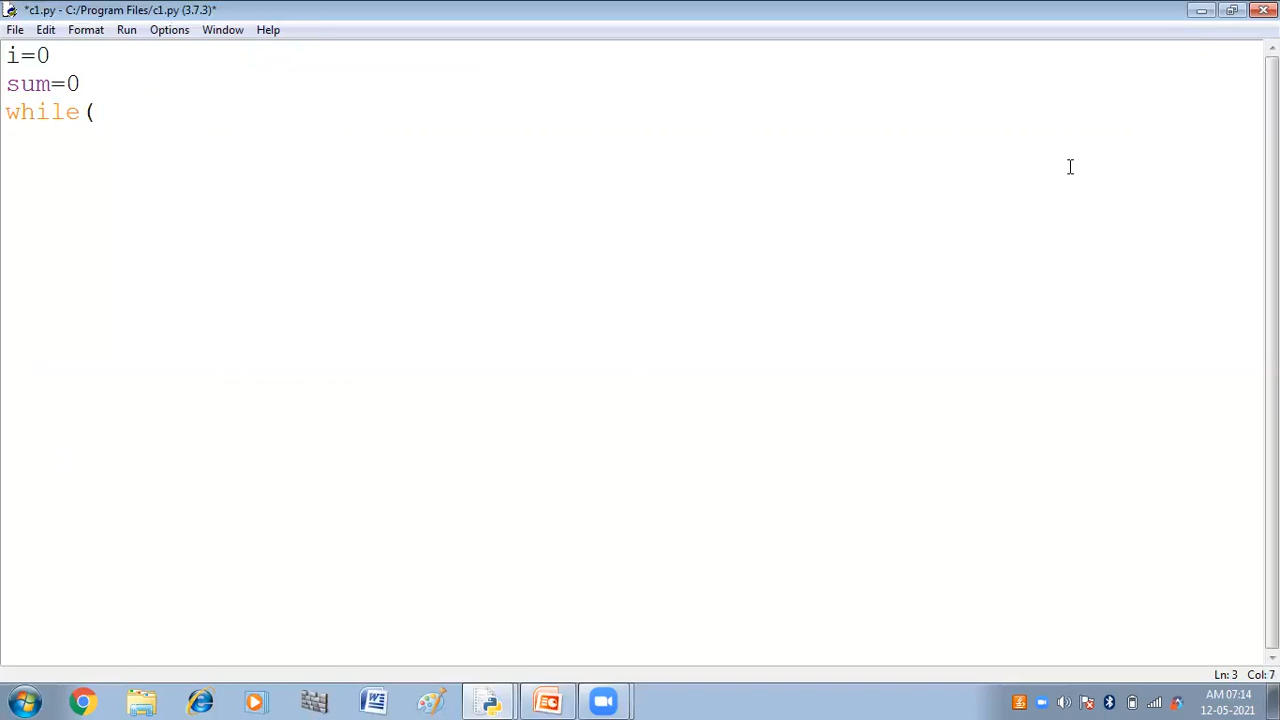 *c1.py - C:/Program Files/c1.py (3.7.3)*
File Edit Format Run Options Window Help
i=0
sum=0
while(
Ln: 3 Col: 7
AM 07:14
12-05-2021